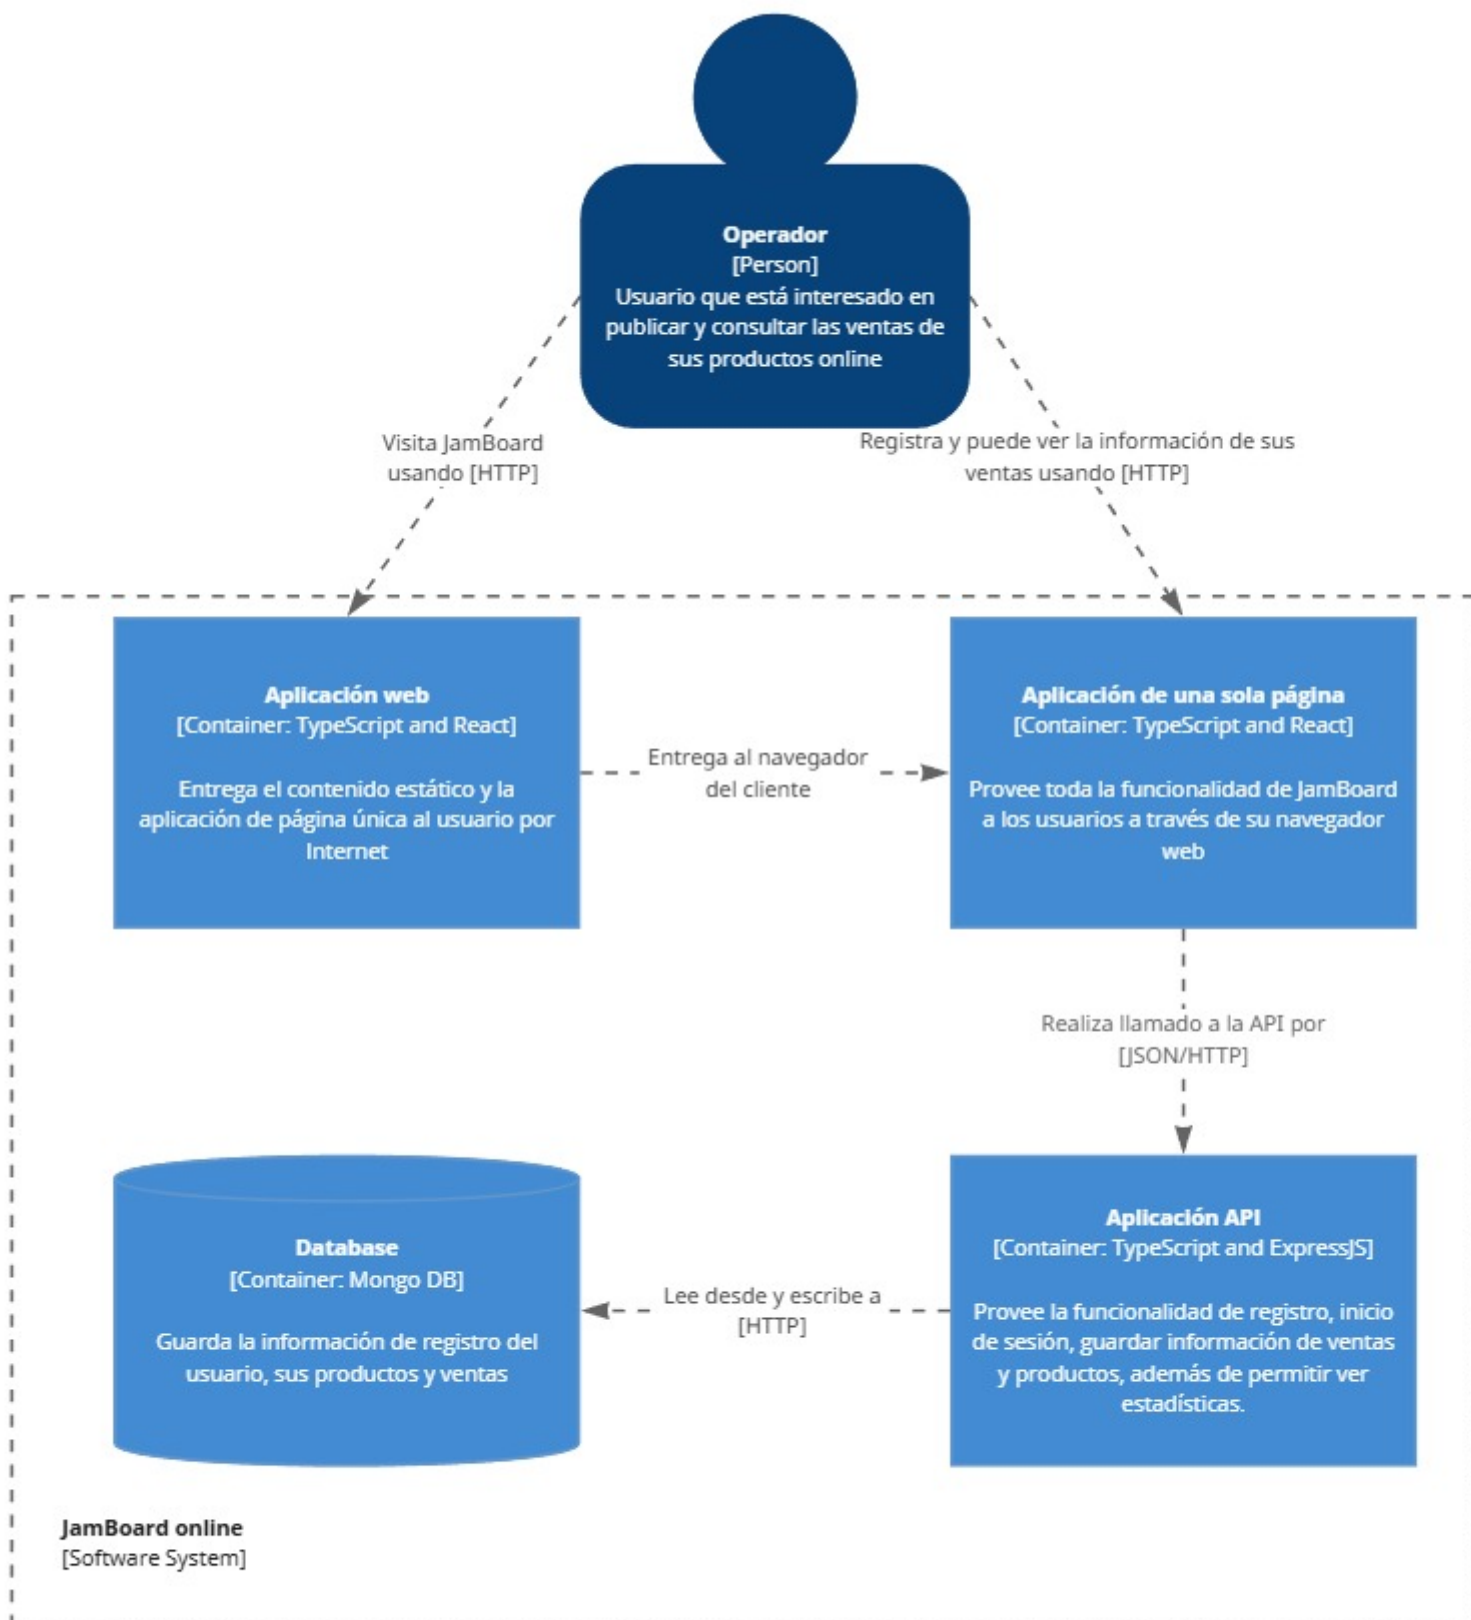 Operador
[Person]
Usuario que está interesado en
publicar y consultar las ventas de
sus productos online
Visita JamBoard
usando [HTTP]
Registra y puede ver la información de sus
ventas usando [HTTP]
Aplicación web
[Container: TypeScript and React]
Entrega el contenido estático y la
aplicación de página única al usuario por
Internet
Entrega al navegador
del cliente
Aplicación de una sola página
[Container: TypeScript and React]
Provee toda la funcionalidad de JamBoard
a los usuarios a través de su navegador
web
Realiza llamado a la API por
[JSON/HTTP]
Database
[Container: Mongo DB]
Guarda la información de registro del
usuario, sus productos y ventas
Lee desde y escribe a
[HTTP]
Aplicación API
[Container: TypeScript and ExpressJS]
Provee la funcionalidad de registro, inicio
de sesión, guardar información de ventas
y productos, además de permitir ver
estadísticas.
JamBoard online
[Software System]